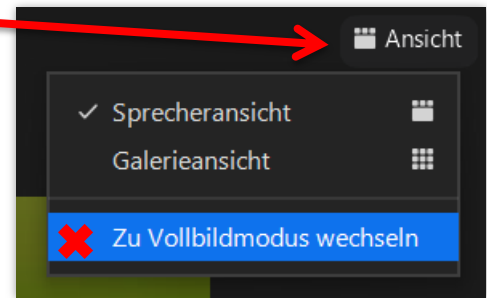 Ansicht
Sprecheransicht
Galerieansicht
Zu Vollbildmodus wechseln